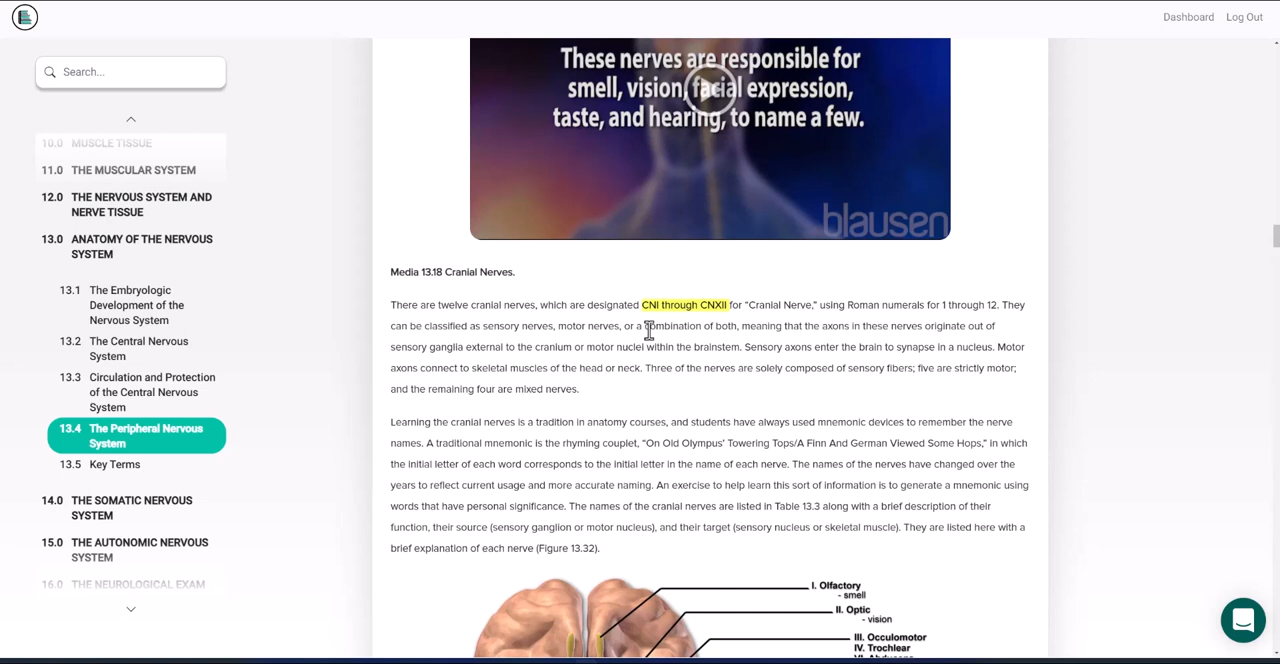 Dashboard Log Out
Search...
10.0 MUSCLE TISSUE
11.0 THE MUSCULAR SYSTEM
12.0 THE NERVOUS SYSTEM AND
NERVE TISSUE
13.0 ANATOMY OF THE NERVOUS
SYSTEM
13.1 The Embryologic
Development of the
Nervous System
13.2 The Central Nervous
System
13.3 Circulation and Protection
of the Central Nervous
System
13.4 The Peripheral Nervous
System
13.5 Key Terms
14.0 THE SOMATIC NERVOUS
SYSTEM
15.0 THE AUTONOMIC NERVOUS
SYSTEM
16.0 THE NEUROLOGICAL EXAM
These nerves are responsible for
smell, vision, facial expression,
taste, and hearing, to name a few.
blausen
Media 13.18 Cranial Nerves.
There are twelve cranial nerves, which are designated CNI through CNXII for “Cranial Nerve,” using Roman numerals for 1 through 12. They
can be classified as sensory nerves, motor nerves, or a combination of both, meaning that the axons in these nerves originate out of
sensory ganglia external to the cranium or motor nuclei within the brainstem. Sensory axons enter the brain to synapse in a nucleus. Motor
axons connect to skeletal muscles of the head or neck. Three of the nerves are solely composed of sensory fibers; five are strictly motor;
and the remaining four are mixed nerves.
Learning the cranial nerves is a tradition in anatomy courses, and students have always used mnemonic devices to remember the nerve
names. A traditional mnemonic is the rhyming couplet, “On Old Olympus’ Towering Tops/A Finn And German Viewed Some Hops,” in which
the initial letter of each word corresponds to the initial letter in the name of each nerve. The names of the nerves have changed over the
years to reflect current usage and more accurate naming. An exercise to help learn this sort of information is to generate a mnemonic using
words that have personal significance. The names of the cranial nerves are listed in Table 13.3 along with a brief description of their
function, their source (sensory ganglion or motor nucleus), and their target (sensory nucleus or skeletal muscle). They are listed here with a
brief explanation of each nerve (Figure 13.32).
I. Olfactory
- smell
II. Optic
- vision
III. Occulomotor
IV. Trochlear